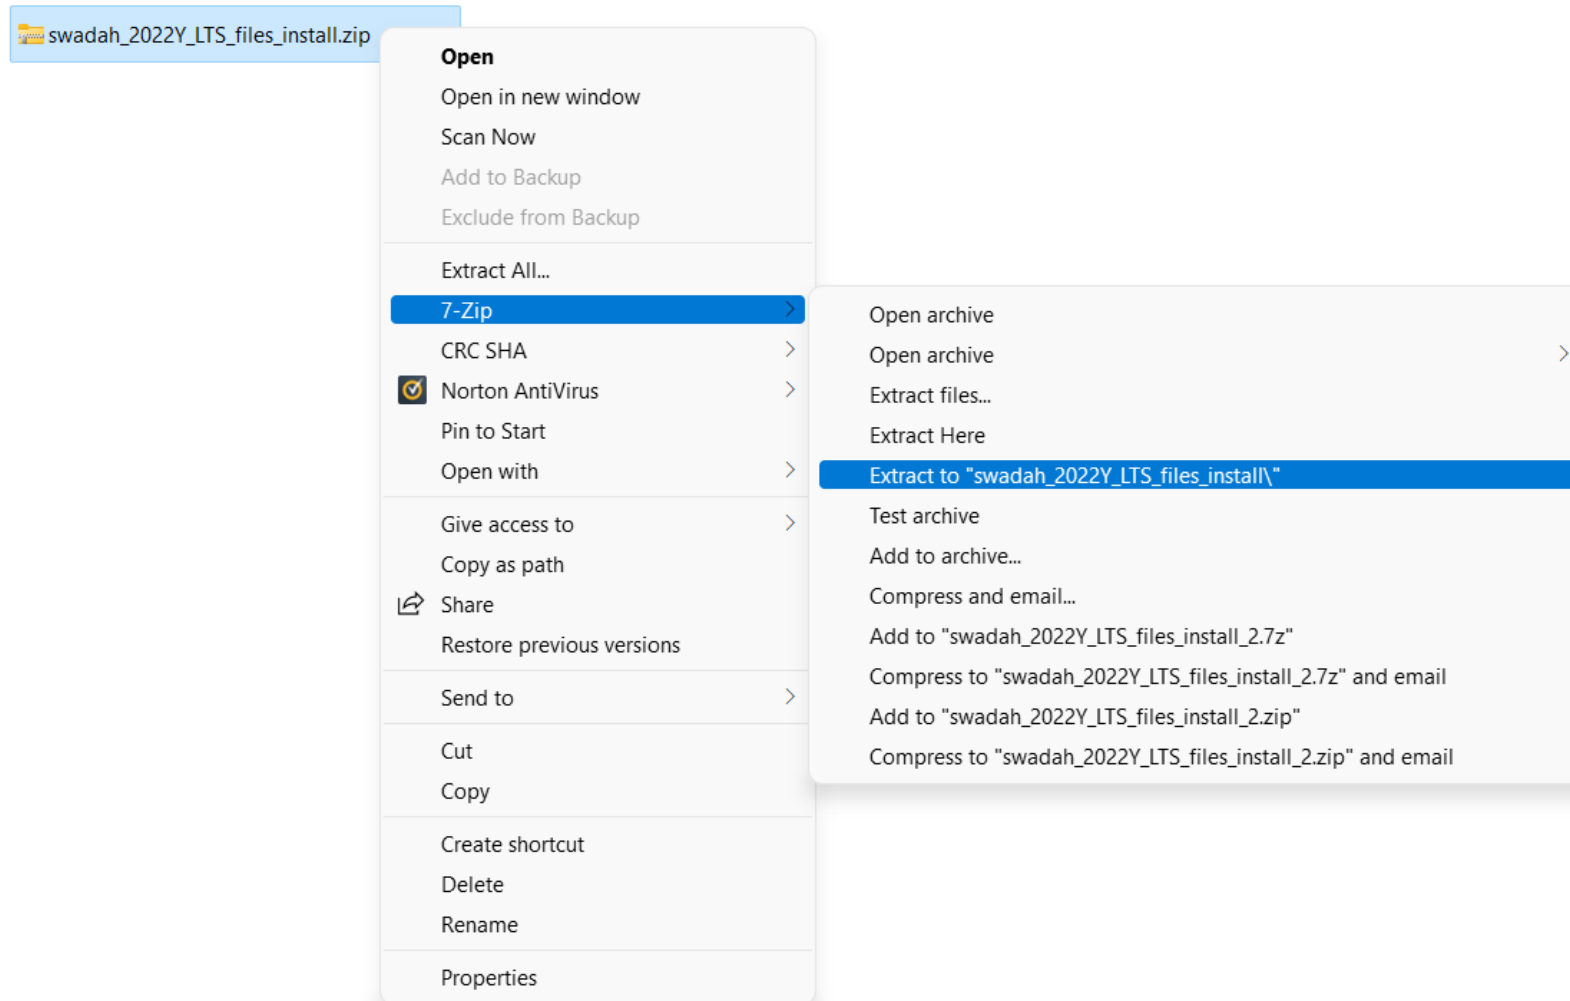 swadah_2022Y_LTS_files_install.zip
Open
Open in new window
Scan Now
Add to Backup
Exclude from Backup
Extract All...
7-Zip
CRC SHA
Norton AntiVirus
Pin to Start
Open with
Give access to
Copy as path
Share
Restore previous versions
Send to
Cut
Copy
Create shortcut
Delete
Rename
Properties
Open archive
Open archive
Extract files...
Extract Here
Extract to "swadah_2022Y_LTS_files_install\"
Test archive
Add to archive...
Compress and email...
Add to "swadah_2022Y_LTS_files_install_2.7z"
Compress to "swadah_2022Y_LTS_files_install_2.7z" and email
Add to "swadah_2022Y_LTS_files_install_2.zip"
Compress to "swadah_2022Y_LTS_files_install_2.zip" and email